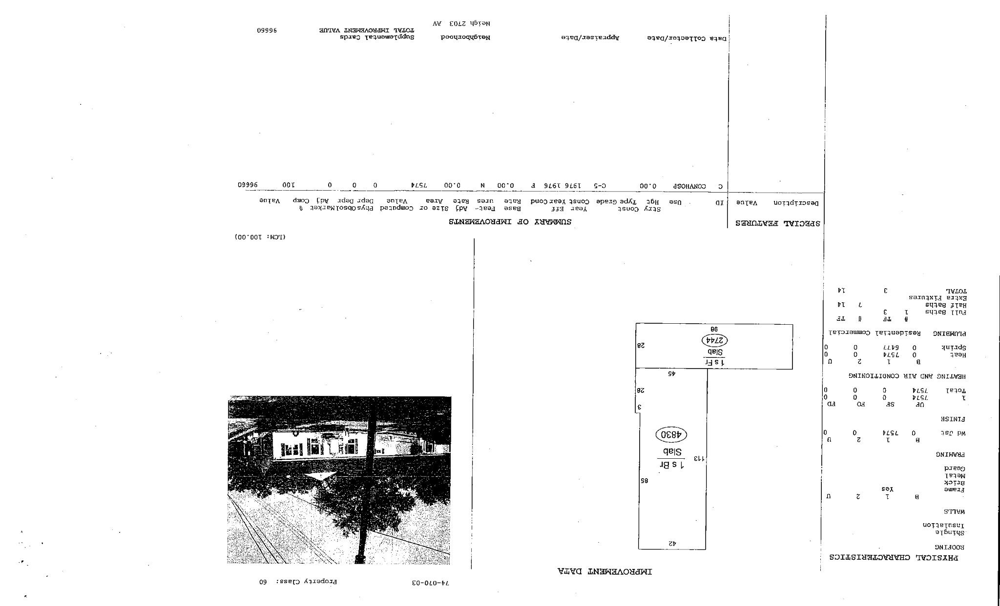 74-070-03 Property Class: 60
IMPROVEMENT DATA
PHYSICAL CHARACTERISTICS
ROOFING
Shingle
Insulation
WALLS
B 1 2 U
Frame Yes
Brick
Metal
Guard
FRAMING
B 1 2 U
Wd Jst 0 7574 0 0
FINISH
UF SF FO FD
1 7574 0 0 0
Total 7574 0 0 0
HEATING AND AIR CONDITIONING
B 1 2 U
Heat 0 7574 0 0
Sprink 0 6477 0 0
PLUMBING Residential Commercial
# TF # TF
Full Baths 1 3
Half Baths 7 14
Extra Fixtures
TOTAL 3 14
42
85
113
1 s Br
Slab
4830
3
28
45
1 s Fr
Slab
2744
28
98
(LCM: 100.00)
SPECIAL FEATURES
SUMMARY OF IMPROVEMENTS
Stry Const Year Eff Base Feat- Adj Size or Computed Phys Obsol Market %
Description Value ID Use Hgt Type Grade Const Year Cond Rate ures Rate Area Value Depr Depr Adj Comp Value
C CONVHOSP 0.00 C-5 1976 1976 F 0.00 N 0.00 7574 0 0 0 100 96660
Data Collector/Date Appraiser/Date Neighborhood Supplemental Cards
TOTAL IMPROVEMENT VALUE 96660
Neigh 2703 AV